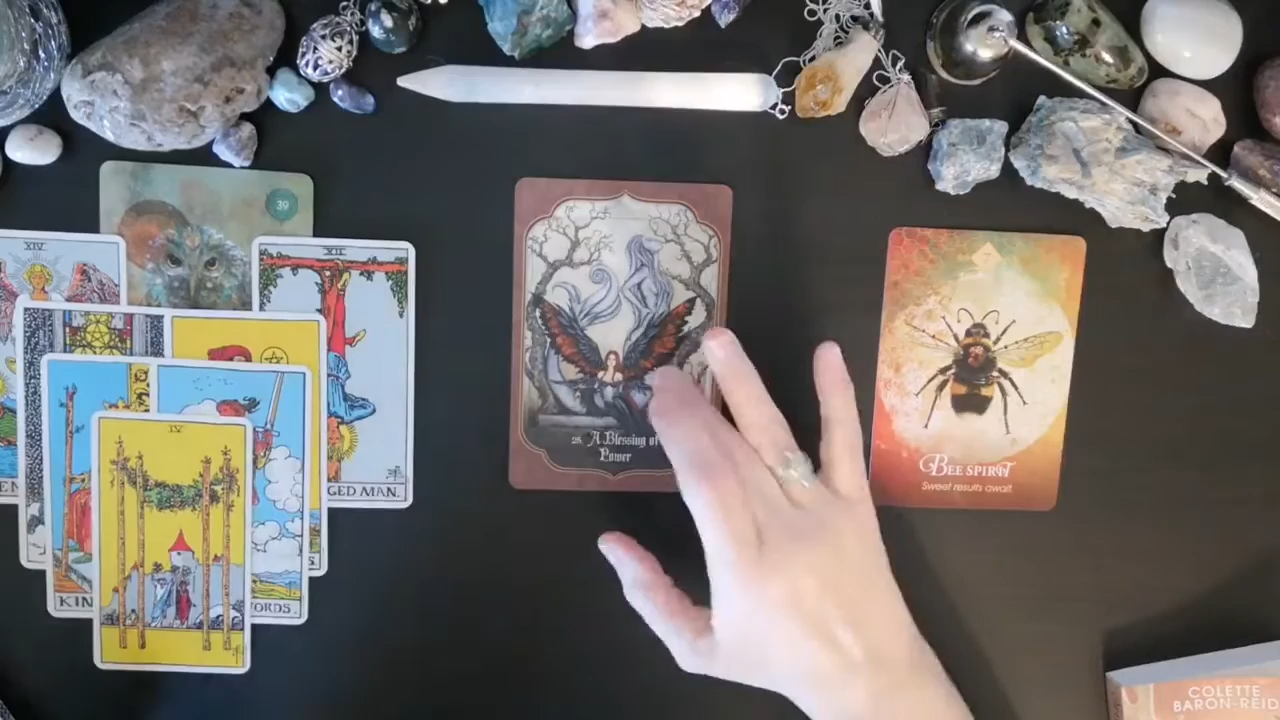 39
XIV
XII
GED MAN.
KIN
ORDS.
IV
28. A Blessing of
Power
BEE SPIRIT
Sweet results await.
COLETTE
BARON-REID